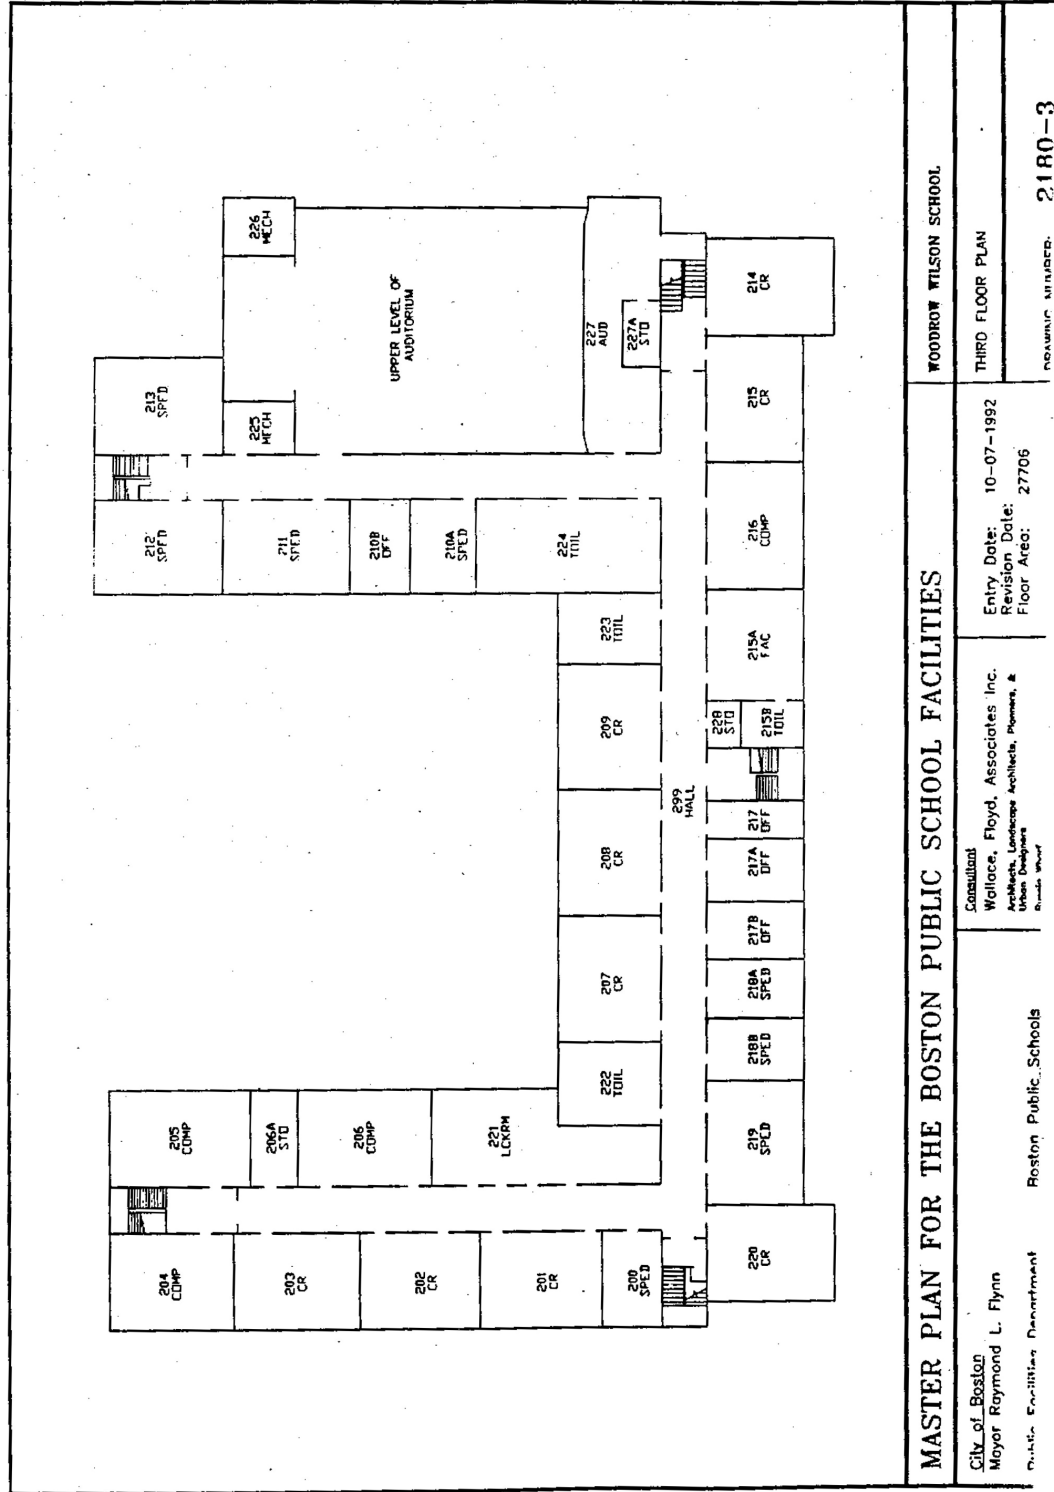 226
MECH
UPPER LEVEL OF
AUDITORIUM
227
AUD
227A
STO
214
CR
213
SPED
225
MECH
215
CR
212
SPED
211
SPED
210B
OFF
210A
SPED
224
TOIL
216
COMP
223
TOIL
215A
FAC
209
CR
228
STO
215B
TOIL
299
HALL
208
CR
217
OFF
217A
OFF
207
CR
217B
OFF
218A
SPED
218B
SPED
222
TOIL
205
COMP
206A
STO
206
COMP
221
LCKRM
219
SPED
204
COMP
203
CR
202
CR
201
CR
200
SPED
220
CR
MASTER PLAN FOR THE BOSTON PUBLIC SCHOOL FACILITIES
WOODROW WILSON SCHOOL
City of Boston
Mayor Raymond L. Flynn
Public Facilities Department
Boston Public Schools
Consultant
Wallace, Floyd, Associates Inc.
Architects, Landscape Architects, Planners, &
Urban Designers
Entry Date: 10-07-1992
Revision Date:
Floor Area: 27706
THIRD FLOOR PLAN
DRAWING NUMBER: 2180-3